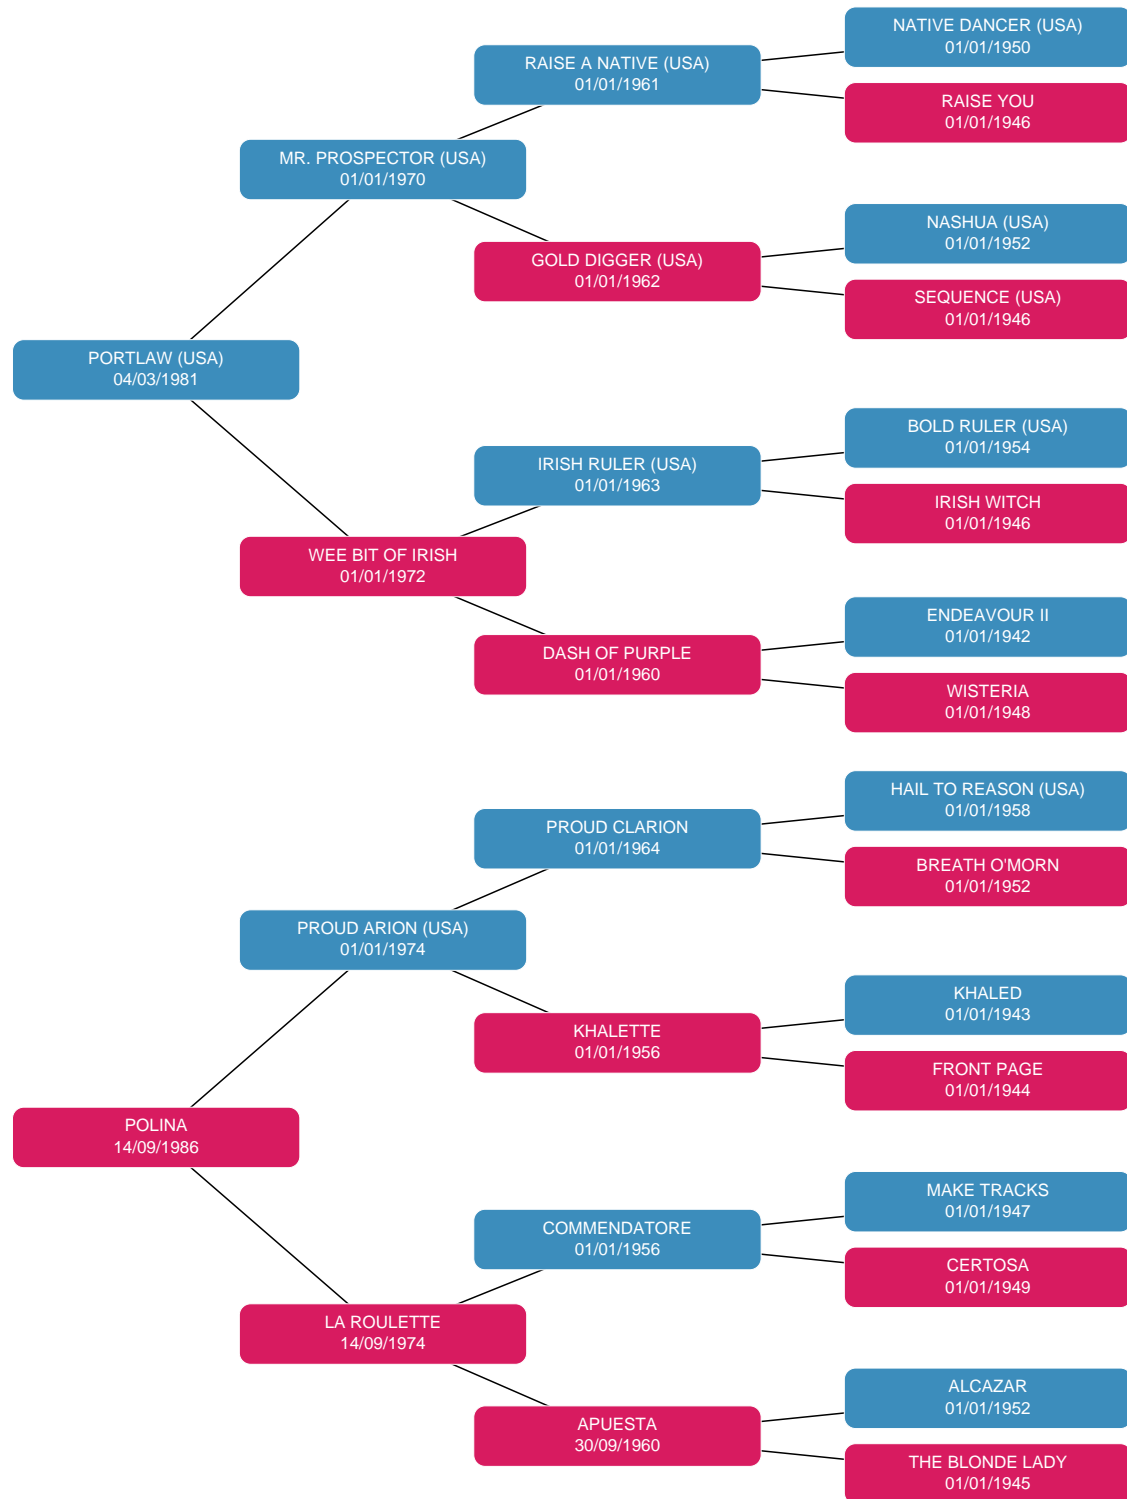 NATIVE DANCER (USA)
01/01/1950
RAISE A NATIVE (USA)
01/01/1961
RAISE YOU
01/01/1946
MR. PROSPECTOR (USA)
01/01/1970
NASHUA (USA)
01/01/1952
GOLD DIGGER (USA)
01/01/1962
SEQUENCE (USA)
01/01/1946
PORTLAW (USA)
04/03/1981
BOLD RULER (USA)
01/01/1954
IRISH RULER (USA)
01/01/1963
IRISH WITCH
01/01/1946
WEE BIT OF IRISH
01/01/1972
ENDEAVOUR II
01/01/1942
DASH OF PURPLE
01/01/1960
WISTERIA
01/01/1948
HAIL TO REASON (USA)
01/01/1958
PROUD CLARION
01/01/1964
BREATH O'MORN
01/01/1952
PROUD ARION (USA)
01/01/1974
KHALED
01/01/1943
KHALETTE
01/01/1956
FRONT PAGE
01/01/1944
POLINA
14/09/1986
MAKE TRACKS
01/01/1947
COMMENDATORE
01/01/1956
CERTOSA
01/01/1949
LA ROULETTE
14/09/1974
ALCAZAR
01/01/1952
APUESTA
30/09/1960
THE BLONDE LADY
01/01/1945